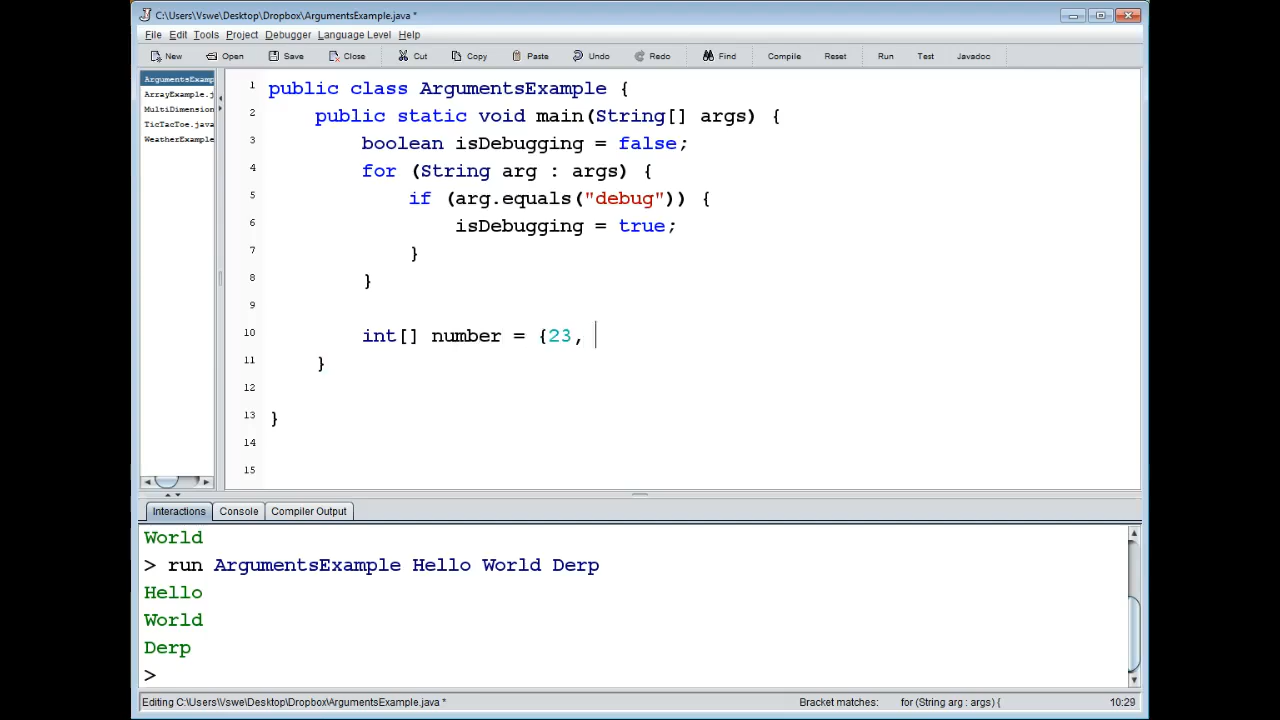 C:\Users\Vswe\Desktop\Dropbox\ArgumentsExample.java *
File Edit Tools Project Debugger Language Level Help
New Open Save Close Cut Copy Paste Undo Redo Find Compile Reset Run Test Javadoc
ArgumentsExamp
ArrayExample.j
MultiDimension
TicTacToe.java
WeatherExample
1 public class ArgumentsExample {
2 public static void main(String[] args) {
3 boolean isDebugging = false;
4 for (String arg : args) {
5 if (arg.equals("debug")) {
6 isDebugging = true;
7 }
8 }
9
10 int[] number = {23,
11 }
12
13 }
14
15
Interactions Console Compiler Output
World
> run ArgumentsExample Hello World Derp
Hello
World
Derp
>
Editing C:\Users\Vswe\Desktop\Dropbox\ArgumentsExample.java * Bracket matches: for (String arg : args) { 10:29